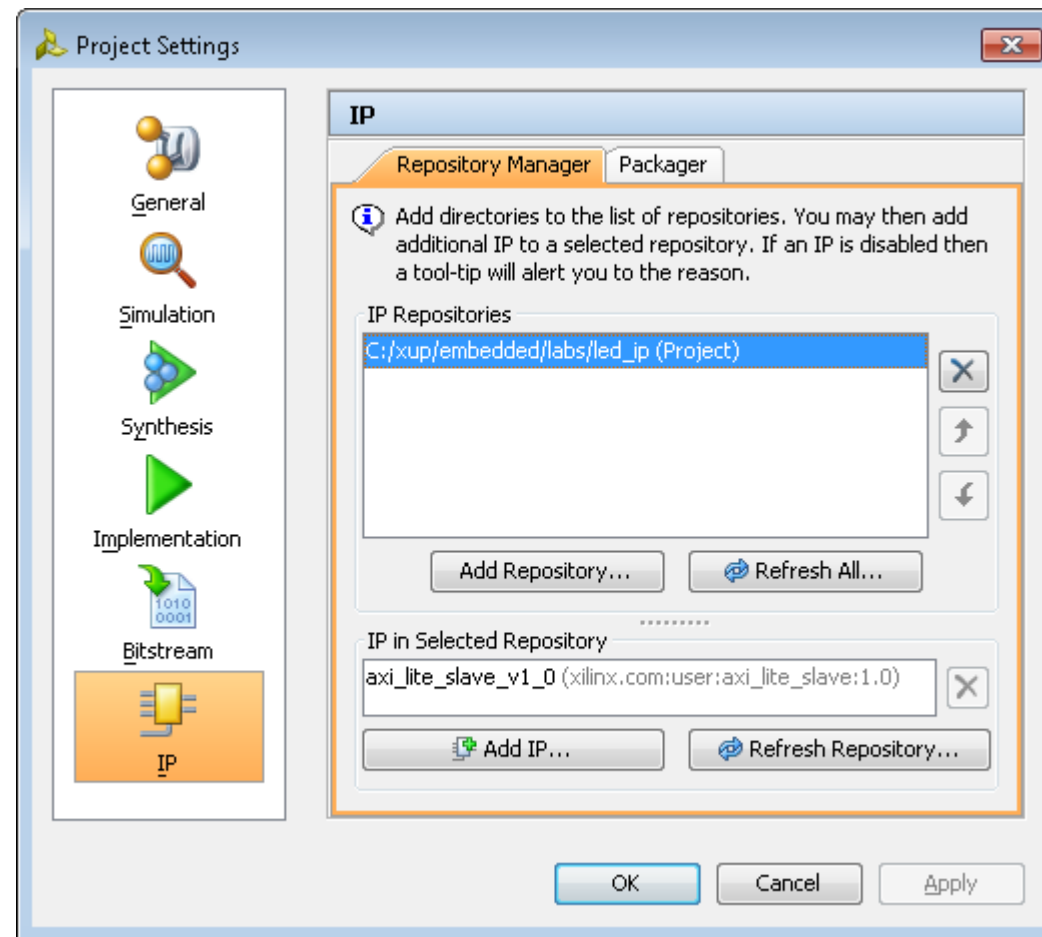 Project Settings
General
Simulation
Synthesis
Implementation
1010
0001
Bitstream
IP
IP
Repository Manager
Packager
Add directories to the list of repositories. You may then add
additional IP to a selected repository. If an IP is disabled then
a tool-tip will alert you to the reason.
IP Repositories
C:/xup/embedded/labs/led_ip (Project)
Add Repository...
Refresh All...
IP in Selected Repository
axi_lite_slave_v1_0 (xilinx.com:user:axi_lite_slave:1.0)
Add IP...
Refresh Repository...
OK
Cancel
Apply